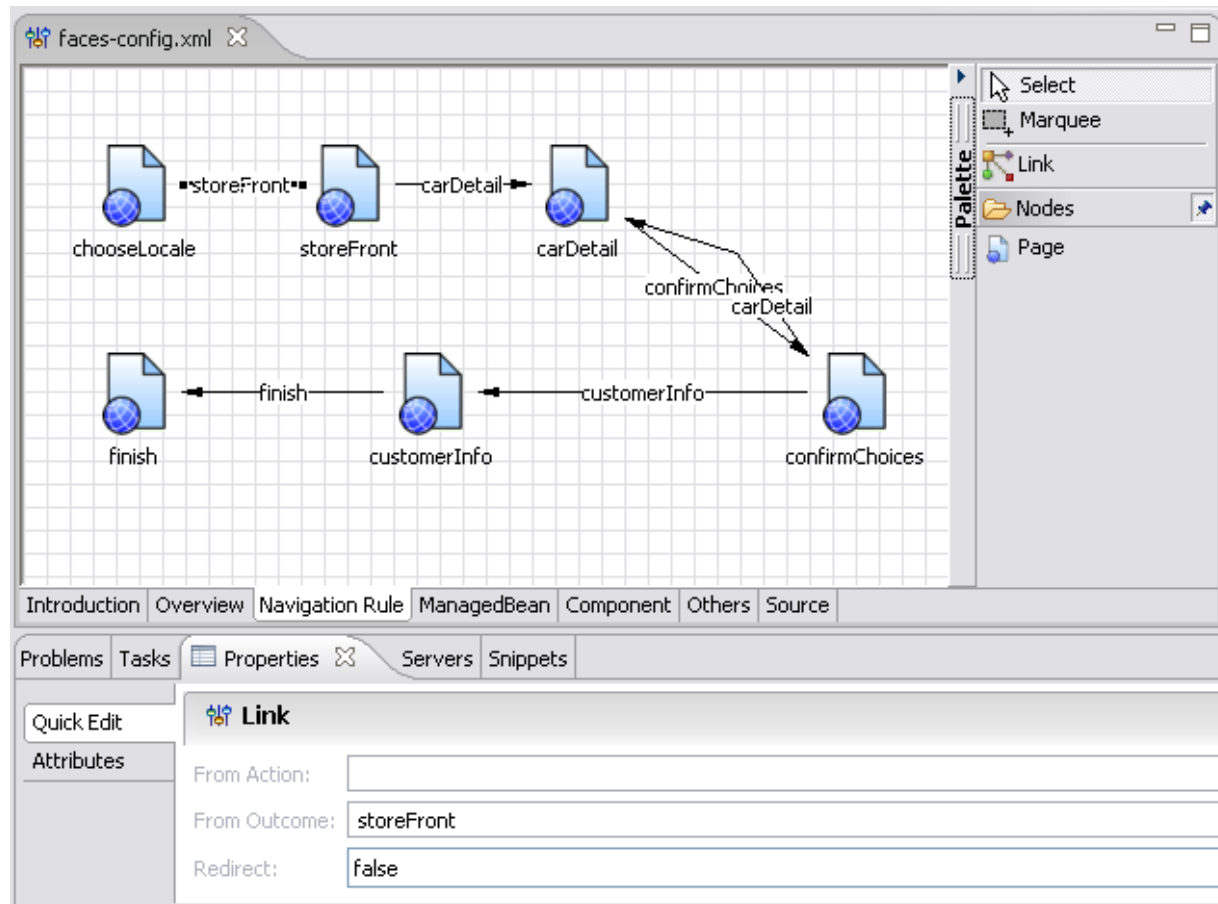 faces-config.xml
Select
Marquee
Link
Nodes
Page
Palette
storeFront
carDetail
chooseLocale
storeFront
carDetail
confirmChoices
carDetail
finish
customerInfo
finish
customerInfo
confirmChoices
Introduction Overview Navigation Rule ManagedBean Component Others Source
Problems Tasks Properties Servers Snippets
Quick Edit
Attributes
Link
From Action:
From Outcome: storeFront
Redirect: false